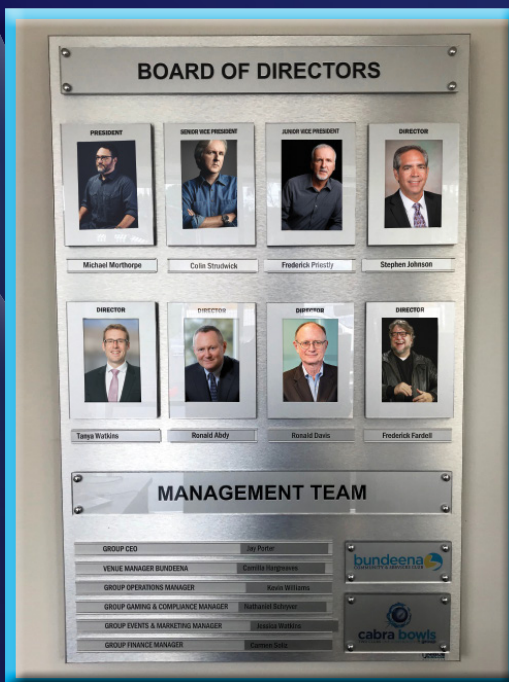 BOARD OF DIRECTORS
PRESIDENT
SENIOR VICE PRESIDENT
JUNIOR VICE PRESIDENT
DIRECTOR
Michael Morthorpe
Colin Strudwick
Frederick Priestly
Stephen Johnson
DIRECTOR
DIRECTOR
DIRECTOR
DIRECTOR
Tanya Watkins
Ronald Abdy
Ronald Davis
Frederick Fardell
MANAGEMENT TEAM
GROUP CEO Jay Porter
VENUE MANAGER BUNDEENA Camilla Hargreaves
GROUP OPERATIONS MANAGER Kevin Williams
GROUP GAMING & COMPLIANCE MANAGER Nathaniel Schryver
GROUP EVENTS & MARKETING MANAGER Jessica Watkins
GROUP FINANCE MANAGER Carmen Soliz
bundeena
cabra bowls